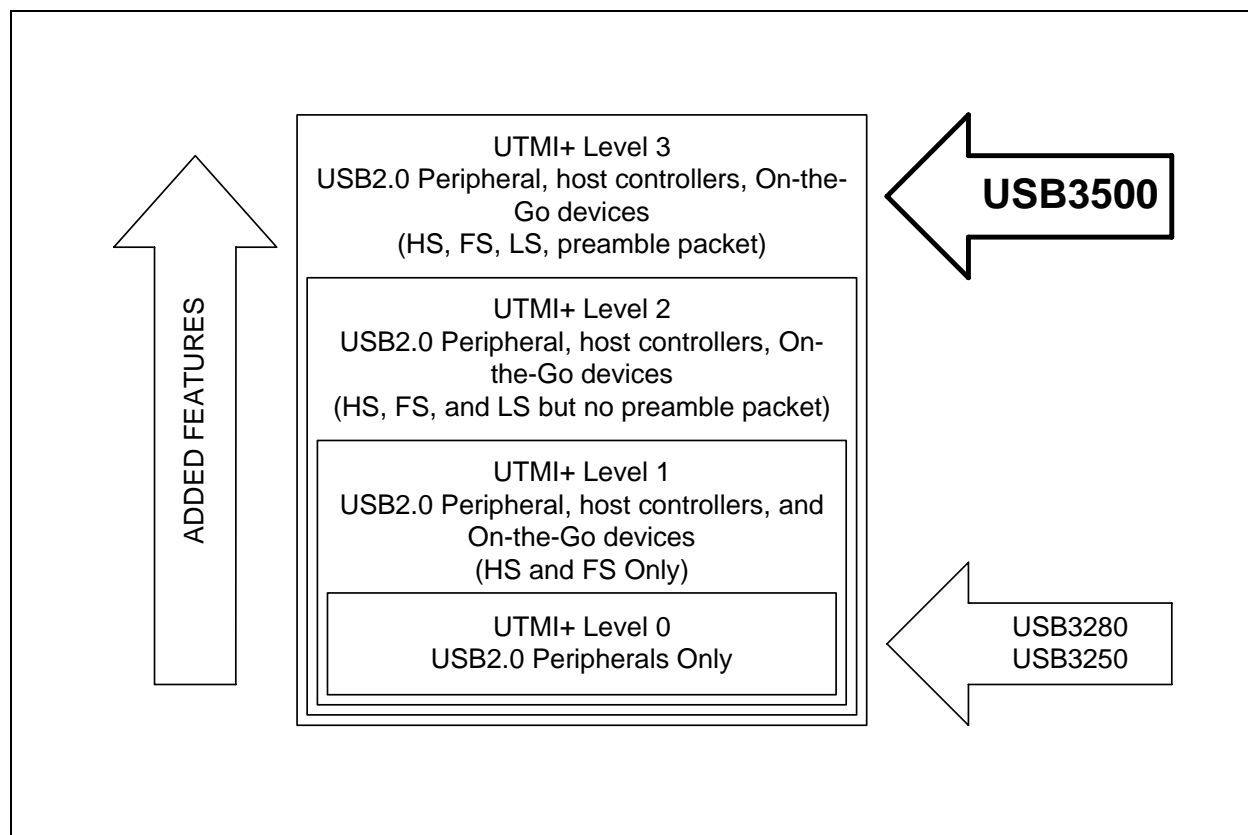 UTMI+ Level 3
USB2.0 Peripheral, host controllers, On-the-
Go devices
(HS, FS, LS, preamble packet)
USB3500
ADDED FEATURES
UTMI+ Level 2
USB2.0 Peripheral, host controllers, On-
the-Go devices
(HS, FS, and LS but no preamble packet)
UTMI+ Level 1
USB2.0 Peripheral, host controllers, and
On-the-Go devices
(HS and FS Only)
UTMI+ Level 0
USB2.0 Peripherals Only
USB3280
USB3250